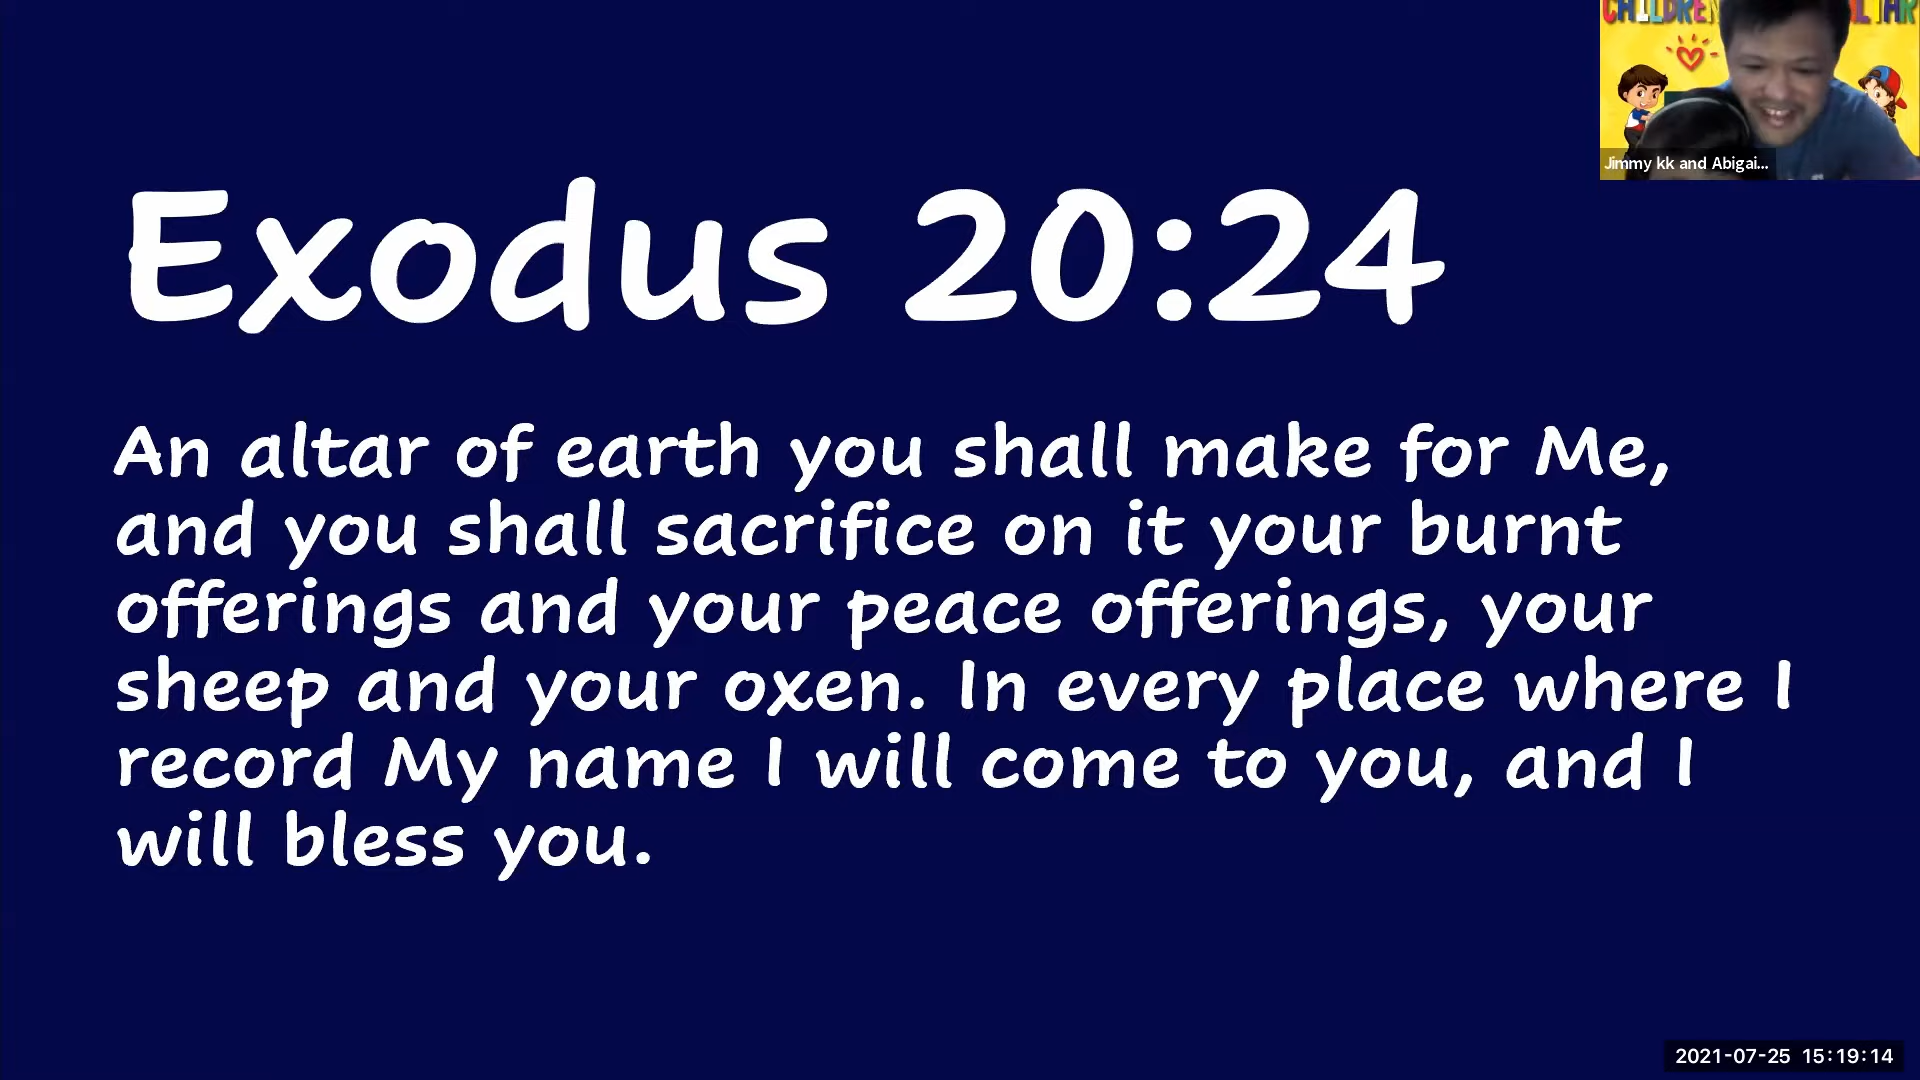 CHILDREN
Jimmy kk and Abigai...
Exodus 20:24
An altar of earth you shall make for Me,
and you shall sacrifice on it your burnt
offerings and your peace offerings, your
sheep and your oxen. In every place where I
record My name I will come to you, and I
will bless you.
2021-07-25 15:19:14